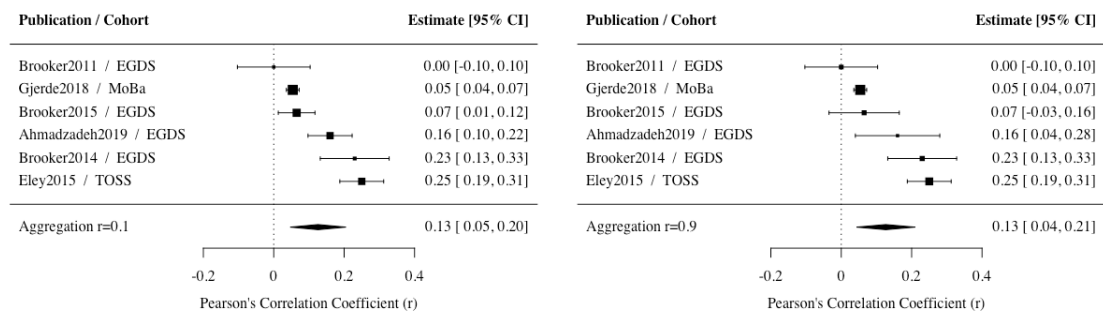 Publication / Cohort Estimate [95% CI]
Brooker2011 / EGDS 0.00 [-0.10, 0.10]
Gjerde2018 / MoBa 0.05 [ 0.04, 0.07]
Brooker2015 / EGDS 0.07 [ 0.01, 0.12]
Ahmadzadeh2019 / EGDS 0.16 [ 0.10, 0.22]
Brooker2014 / EGDS 0.23 [ 0.13, 0.33]
Eley2015 / TOSS 0.25 [ 0.19, 0.31]
Aggregation r=0.1 0.13 [ 0.05, 0.20]
-0.2 0 0.2 0.4
Pearson's Correlation Coefficient (r)
Publication / Cohort Estimate [95% CI]
Brooker2011 / EGDS 0.00 [-0.10, 0.10]
Gjerde2018 / MoBa 0.05 [ 0.04, 0.07]
Brooker2015 / EGDS 0.07 [-0.03, 0.16]
Ahmadzadeh2019 / EGDS 0.16 [ 0.04, 0.28]
Brooker2014 / EGDS 0.23 [ 0.13, 0.33]
Eley2015 / TOSS 0.25 [ 0.19, 0.31]
Aggregation r=0.9 0.13 [ 0.04, 0.21]
-0.2 0 0.2 0.4
Pearson's Correlation Coefficient (r)